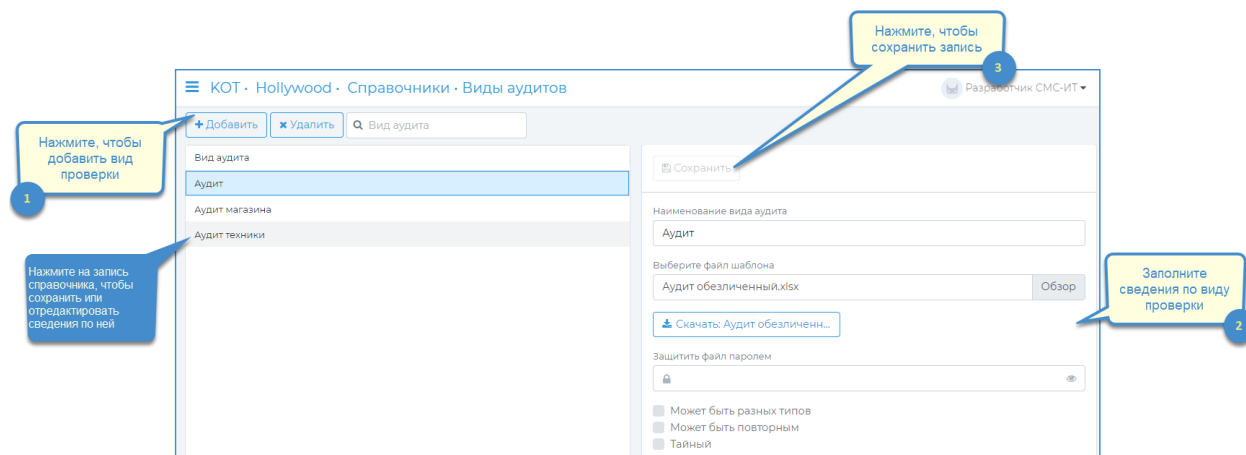 Нажмите, чтобы
сохранить запись
3
КОТ · Hollywood · Справочники · Виды аудитов
Разработчик СМС-ИТ
Добавить
Удалить
Вид аудита
Нажмите, чтобы
добавить вид
проверки
1
Вид аудита
Аудит
Аудит магазина
Аудит техники
Нажмите на запись
справочника, чтобы
сохранить или
отредактировать
сведения по ней
Сохранить
Наименование вида аудита
Аудит
Выберите файл шаблона
Аудит обезличенный.xlsx
Обзор
Скачать: Аудит обезличенн...
Защитить файл паролем
Может быть разных типов
Может быть повторным
Тайный
Заполните
сведения по виду
проверки
2